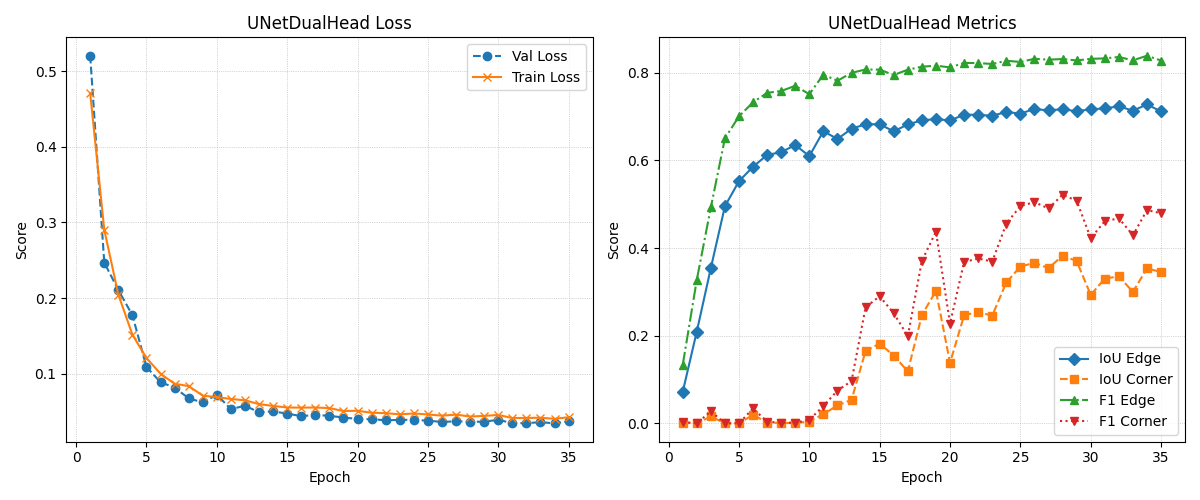 UNetDualHead Loss
Val Loss
Train Loss
0.5
0.4
0.3
0.2
0.1
Score
0 5 10 15 20 25 30 35
Epoch
UNetDualHead Metrics
0.8
0.6
0.4
0.2
0.0
Score
IoU Edge
IoU Corner
F1 Edge
F1 Corner
0 5 10 15 20 25 30 35
Epoch